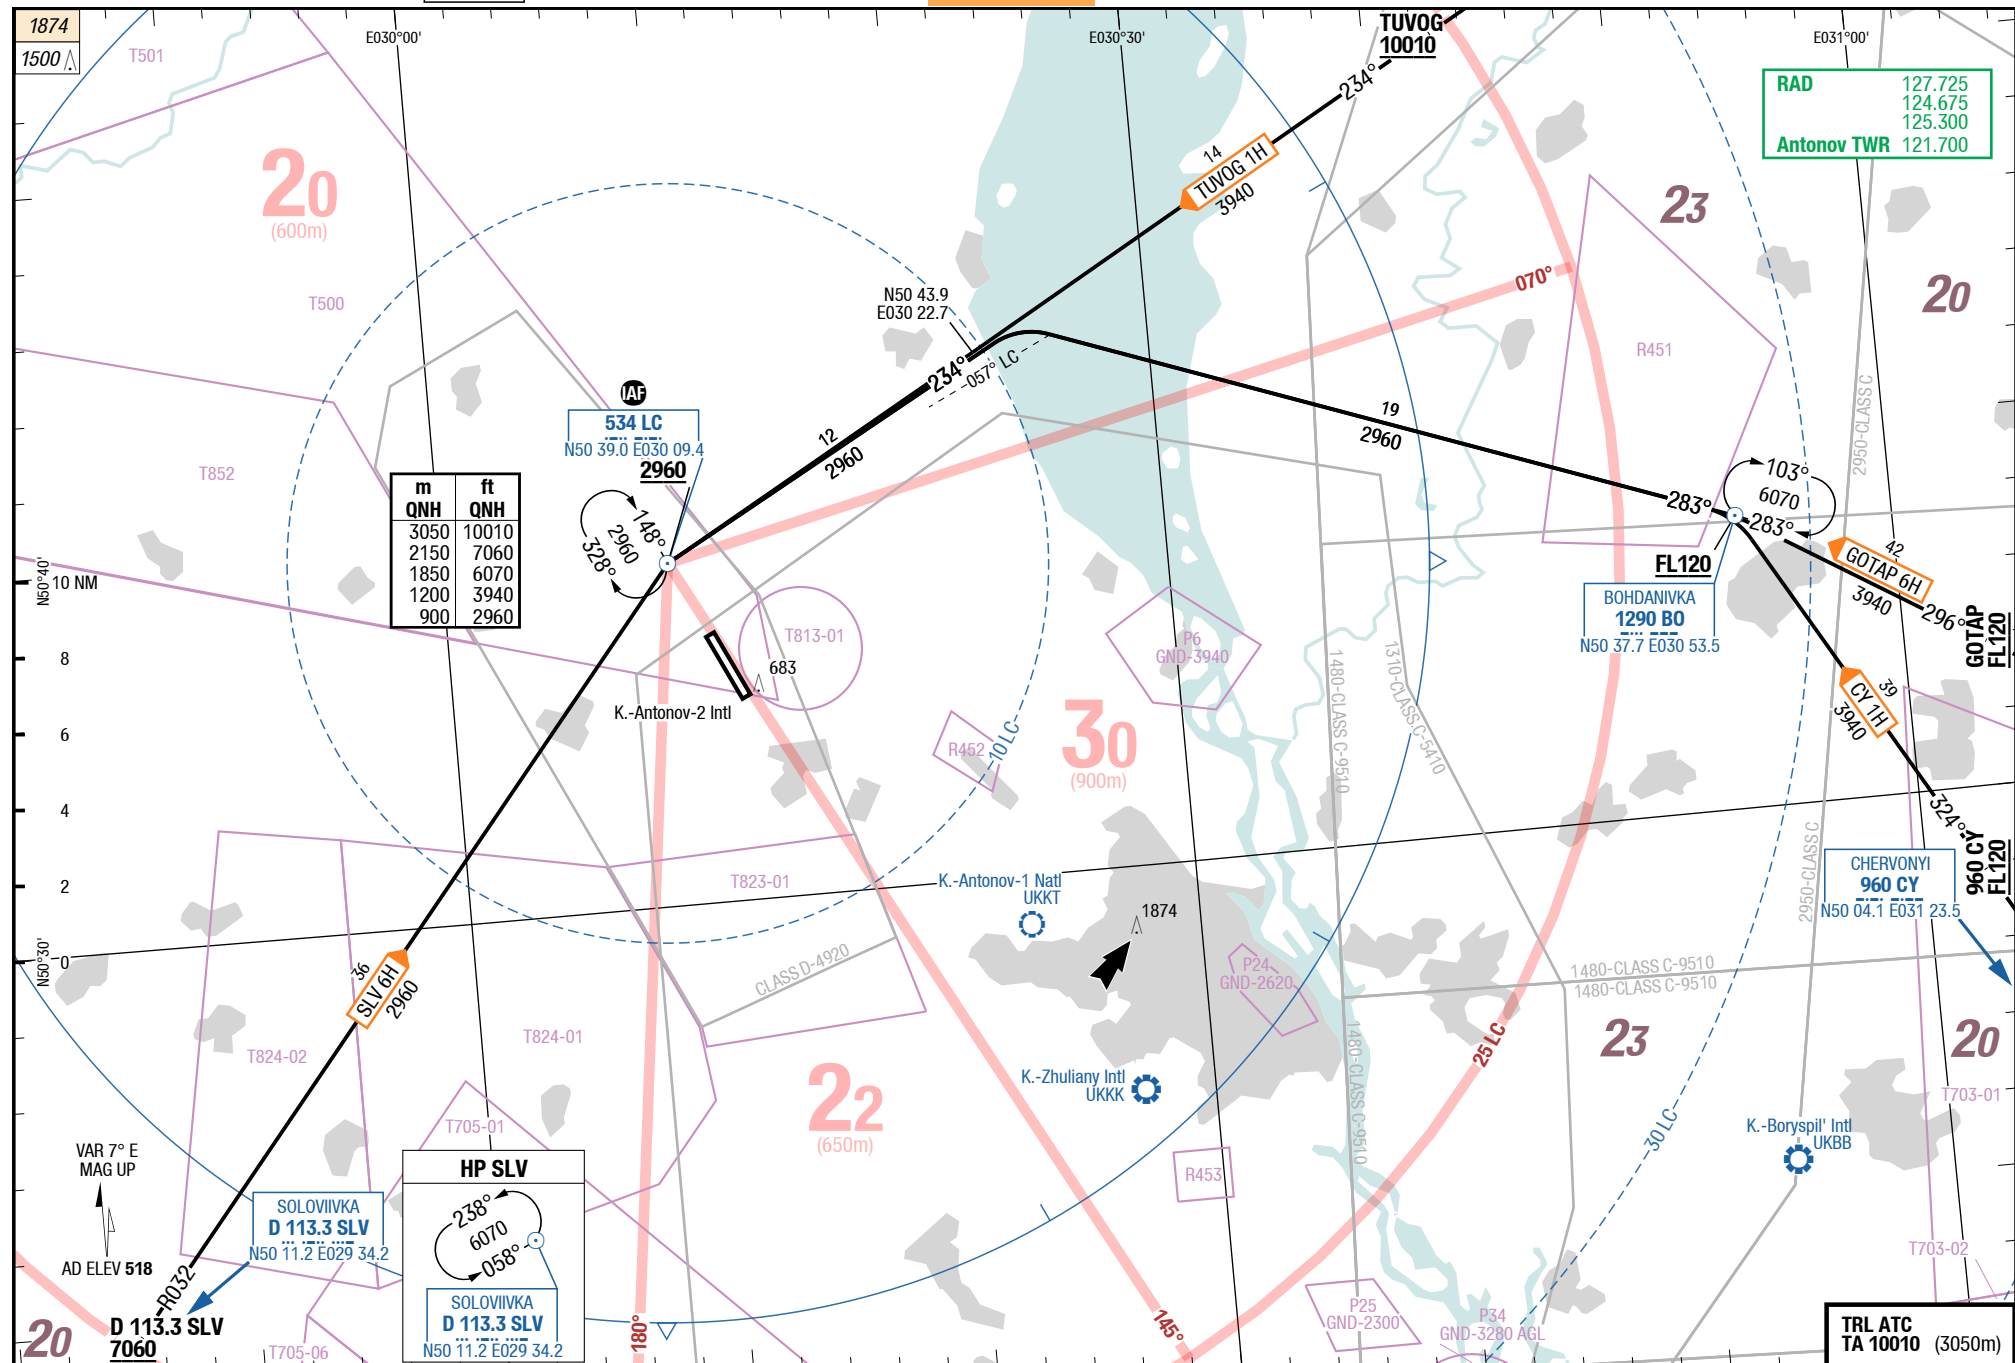 1874
1500
T501
E030°00'
E030°30'
TUVOG
10010
E031°00'
RAD 127.725
124.675
125.300
Antonov TWR 121.700
234°
14
TUVOG 1H
3940
20
(600m)
23
20
T500
N50 43.9
E030 22.7
070°
R451
234°
057° LC
IAF
534 LC
N50 39.0 E030 09.4
2960
12
2960
19
2960
2950-CLASS C
T852
m ft
QNH QNH
3050 10010
2150 7060
1850 6070
1200 3940
900 2960
148°
2960
328°
103°
6070
283°
283°
FL120
42
GOTAP 6H
3940
296°
GOTAP
FL120
BOHDANIVKA
1290 BO
N50 37.7 E030 53.5
N50°40'
10 NM
8
6
4
2
0
N50°30'
T813-01
683
K.-Antonov-2 Intl
P6
GND-3940
1480-CLASS C-9510
1310-CLASS C-5410
R452
10 LC
30
(900m)
39
CY 1H
3940
324°
960 CY
FL120
CHERVONYI
960 CY
N50 04.1 E031 23.5
2950-CLASS C
T823-01
K.-Antonov-1 Natl
UKKT
1874
CLASS D-4920
P24
GND-2620
1480-CLASS C-9510
1480-CLASS C-9510
1480-CLASS C-9510
36
SLV 6H
2960
T824-02
T824-01
23
20
25 LC
30 LC
22
(650m)
K.-Zhuliany Intl
UKKK
T705-01
T703-01
K.-Boryspil' Intl
UKBB
VAR 7° E
MAG UP
AD ELEV 518
R453
HP SLV
238°
6070
058°
SOLOVIIVKA
D 113.3 SLV
N50 11.2 E029 34.2
SOLOVIIVKA
D 113.3 SLV
N50 11.2 E029 34.2
T703-02
R032
D 113.3 SLV
7060
20
T705-06
180°
145°
P25
GND-2300
P34
GND-3280 AGL
TRL ATC
TA 10010 (3050m)